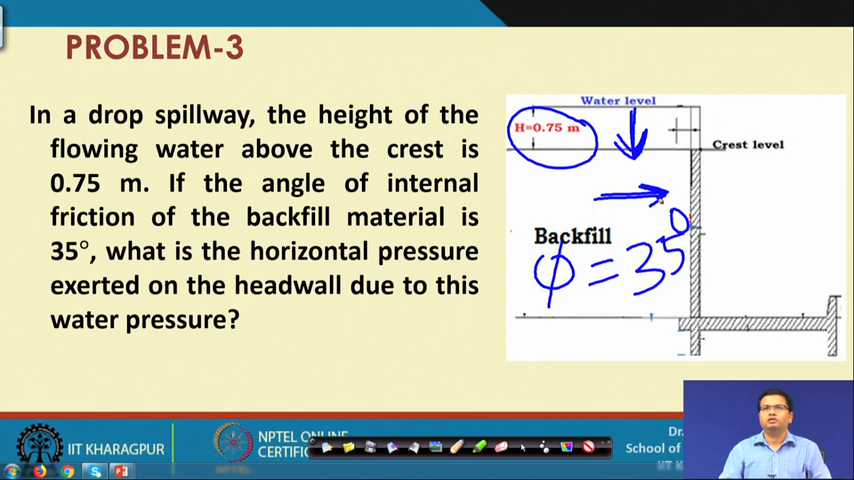 PROBLEM-3
In a drop spillway, the height of the
flowing water above the crest is
0.75 m. If the angle of internal
friction of the backfill material is
35°, what is the horizontal pressure
exerted on the headwall due to this
water pressure?
Water level
H=0.75 m
Crest level
Backfill
ϕ = 35°
IIT KHARAGPUR
NPTEL ONLINE
CERTIFIC
Dr.
School of
IIT K